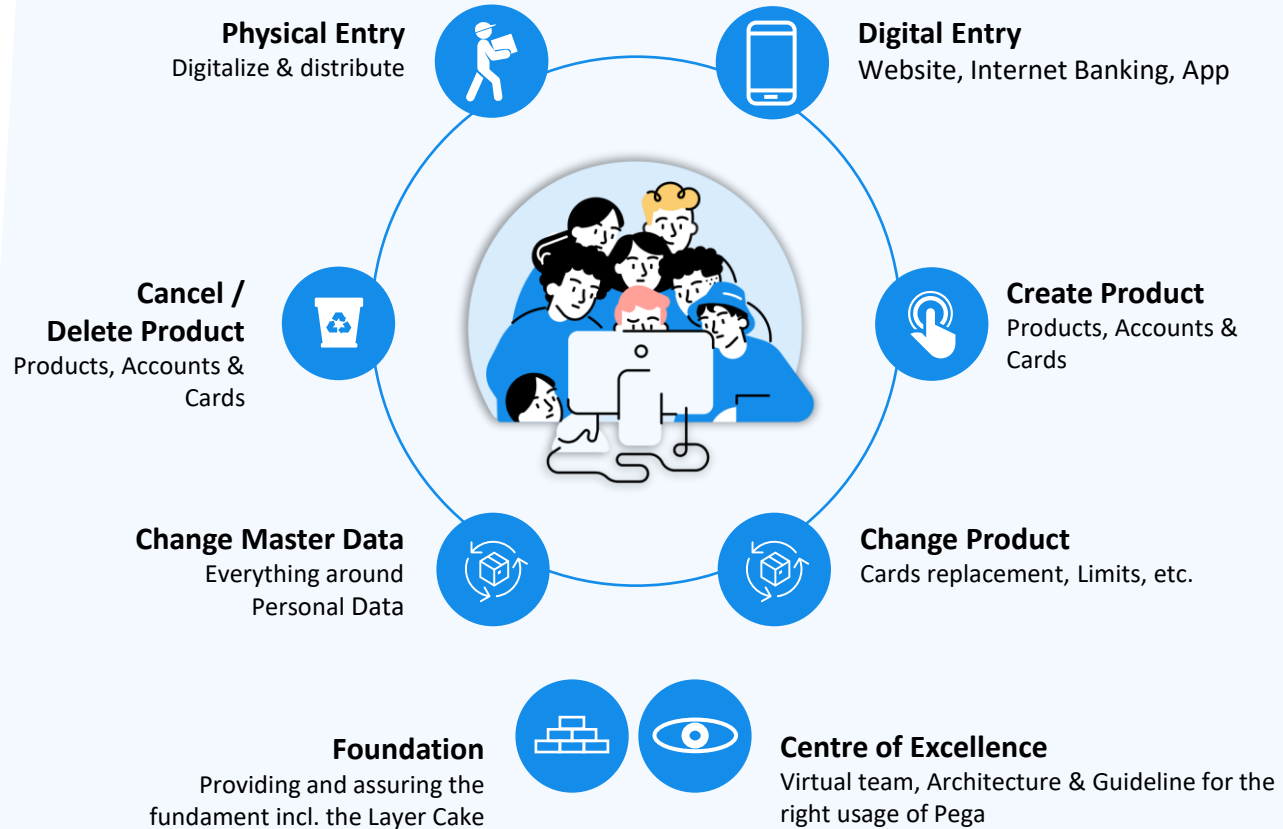 Physical Entry
Digitalize & distribute
Digital Entry
Website, Internet Banking, App
Cancel /
Delete Product
Products, Accounts &
Cards
Create Product
Products, Accounts &
Cards
Change Master Data
Everything around
Personal Data
Change Product
Cards replacement, Limits, etc.
Foundation
Providing and assuring the
fundament incl. the Layer Cake
Centre of Excellence
Virtual team, Architecture & Guideline for the
right usage of Pega